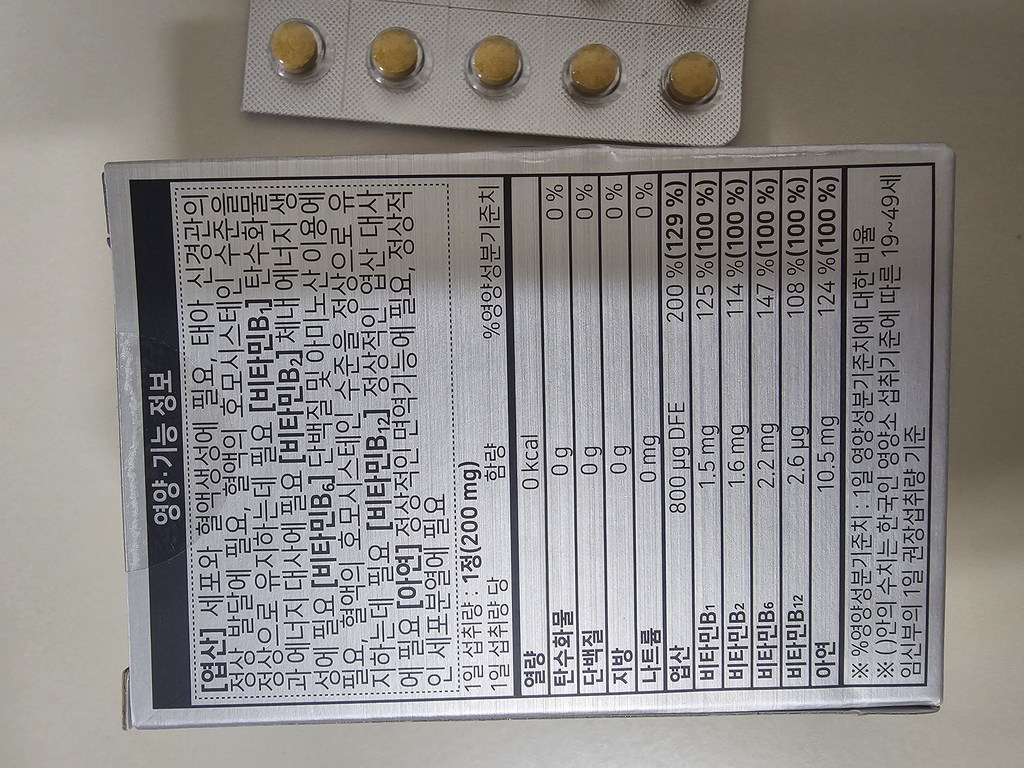 영양·기능 정보
[엽산] 세포와 혈액생성에 필요, 태아 신경관의
정상 발달에 필요, 혈액의 호모시스테인 수준을
정상으로 유지하는데 필요 [비타민B1] 탄수화물
과 에너지 대사에 필요 [비타민B2] 체내 에너지 생
성에 필요 [비타민B6] 단백질 및 아미노산 이용에
필요, 혈액의 호모시스테인 수준을 정상으로 유
지하는데 필요 [비타민B12] 정상적인 엽산 대사
에 필요 [아연] 정상적인 면역기능에 필요, 정상적
인 세포분열에 필요
1일 섭취량 : 1정(200 mg)
1일 섭취량 당 함량 %영양성분기준치
열량 0 kcal
탄수화물 0 g 0 %
단백질 0 g 0 %
지방 0 g 0 %
나트륨 0 mg 0 %
엽산 800 µg DFE 200 %(129 %)
비타민B1 1.5 mg 125 %(100 %)
비타민B2 1.6 mg 114 %(100 %)
비타민B6 2.2 mg 147 %(100 %)
비타민B12 2.6 µg 108 %(100 %)
아연 10.5 mg 124 %(100 %)
※ %영양성분기준치 : 1일 영양성분기준치에 대한 비율
※ ( )안의 수치는 한국인 영양소 섭취기준에 따른 19~49세
임신부의 1일 권장섭취량 기준